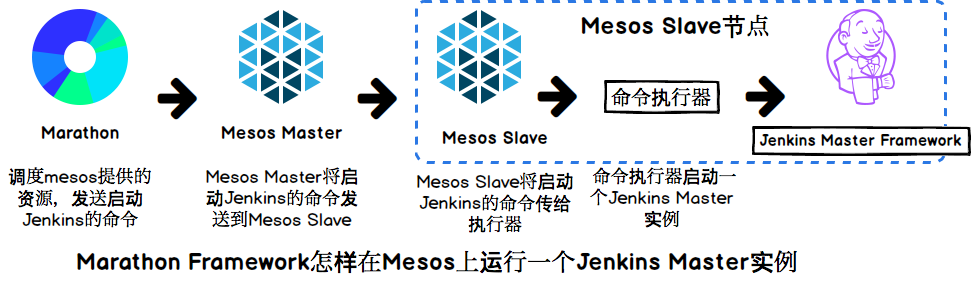 Mesos Slave节点
Marathon
Mesos Master
Mesos Slave
命令执行器
Jenkins Master Framework
调度mesos提供的
资源，发送启动
Jenkins的命令
Mesos Master将启
动Jenkins的命令发
送到Mesos Slave
Mesos Slave将启动
Jenkins的命令传给
执行器
命令执行器启动一
个Jenkins Master
实例
Marathon Framework怎样在Mesos上运行一个Jenkins Master实例